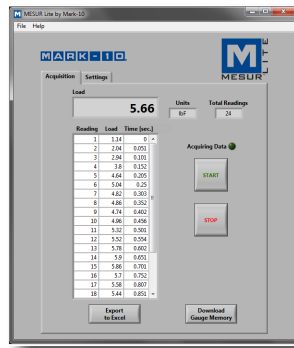 MESUR Lite by Mark-10
File Help
MARK-10
M
MESUR
LITE
Acquisition Settings
Load
5.66
Units
lbF
Total Readings
24
Reading Load Time (sec.)
1 1.14 0
2 2.04 0.051
3 2.94 0.101
4 3.8 0.152
5 4.64 0.205
6 5.04 0.25
7 4.82 0.303
8 4.86 0.352
9 4.74 0.402
10 4.96 0.456
11 5.32 0.501
12 5.52 0.554
13 5.78 0.602
14 5.9 0.651
15 5.86 0.701
16 5.7 0.752
17 5.58 0.807
18 5.44 0.851
Acquiring Data
START
STOP
Export
to Excel
Download
Gauge Memory